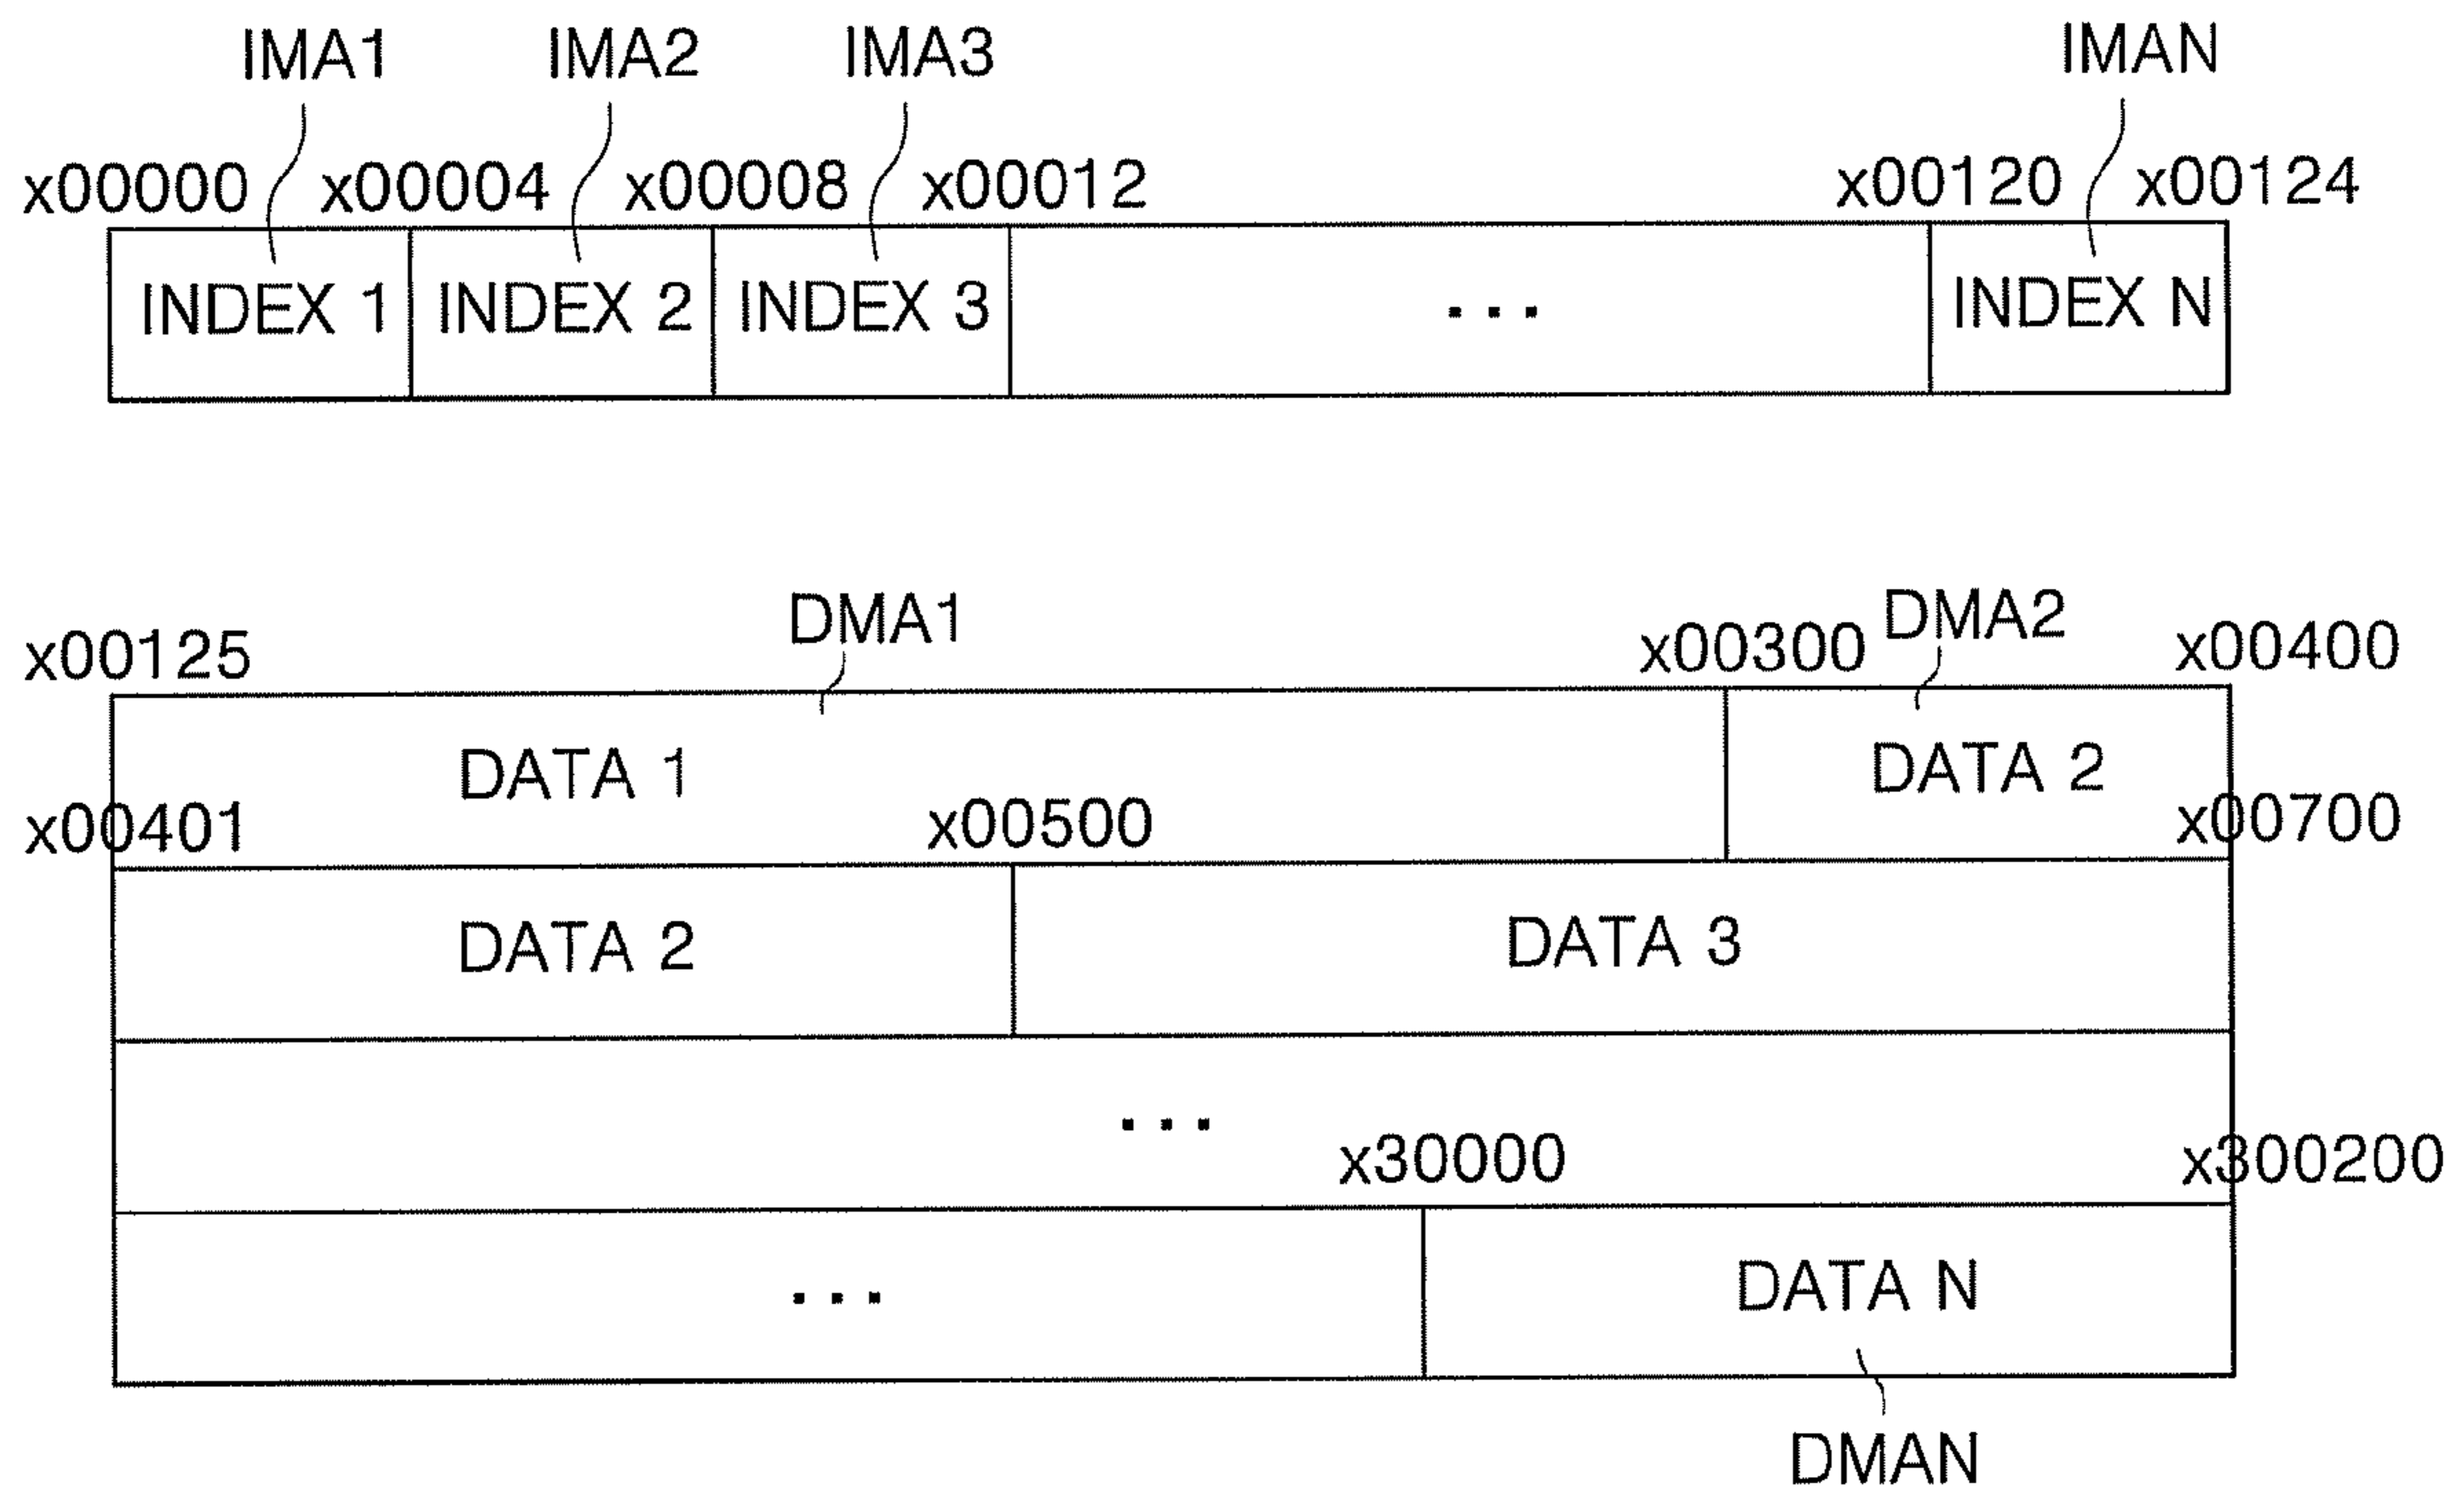 IMA1 IMA2 IMA3 IMAN
x00000 x00004 x00008 x00012 x00120 x00124
INDEX 1 INDEX 2 INDEX 3 ... INDEX N
DMA1 DMA2
x00125 x00300 x00400
DATA 1 DATA 2
x00401 x00500 x00700
DATA 2 DATA 3
...
x30000 x300200
... DATA N
DMAN